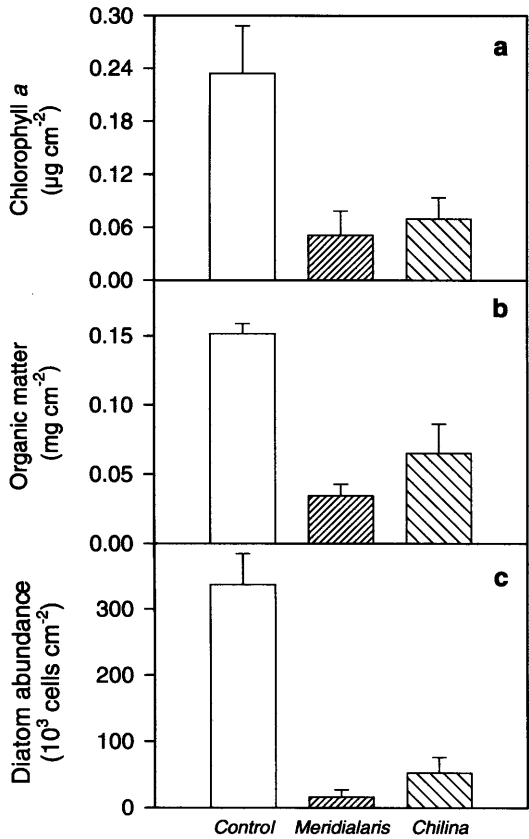 Chlorophyll a
(µg cm-2)
0.30
0.24
0.18
0.12
0.06
0.00
a
Organic matter
(mg cm-2)
0.15
0.10
0.05
0.00
b
Diatom abundance
(10³ cells cm-2)
300
200
100
0
c
Control Meridialaris Chilina